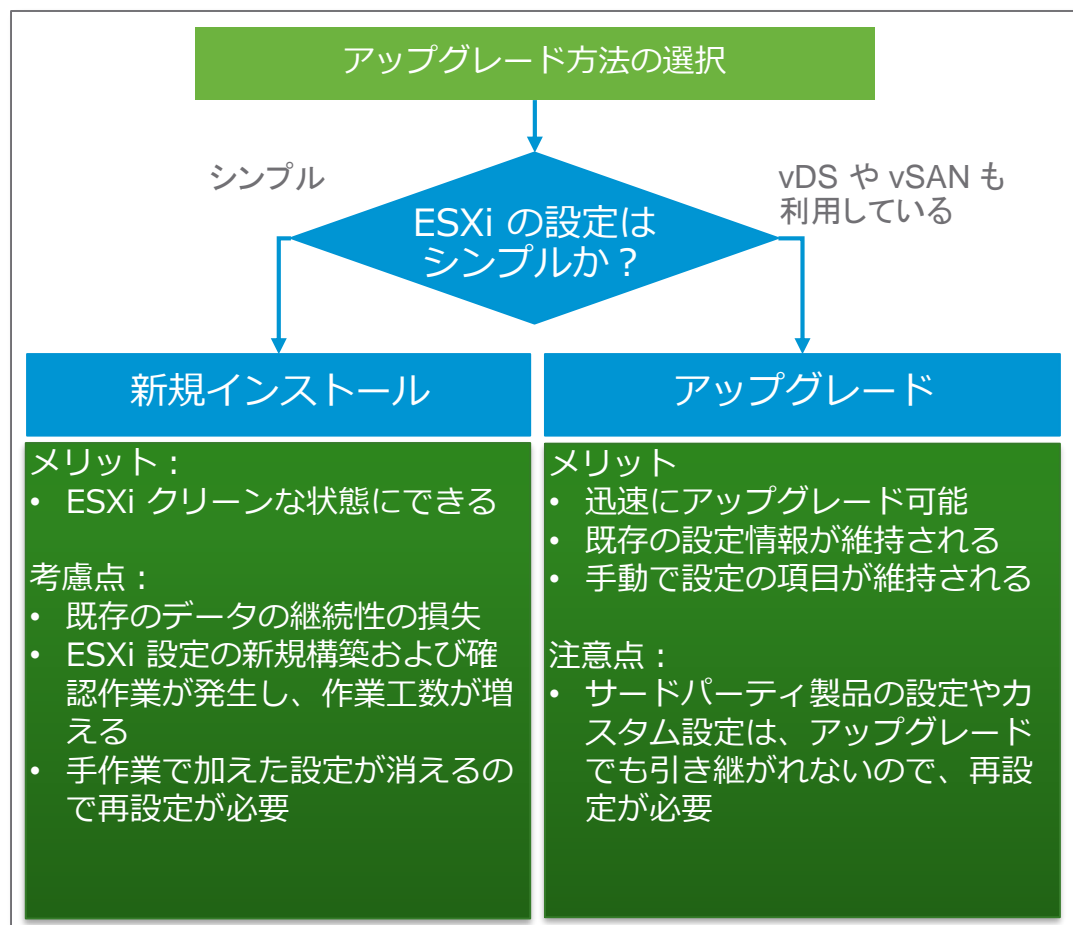 アップグレード方法の選択
シンプル
vDS や vSAN も
利用している
ESXi の設定は
シンプルか？
新規インストール
アップグレード
メリット：
• ESXi クリーンな状態にできる
考慮点：
• 既存のデータの継続性の損失
• ESXi 設定の新規構築および確
認作業が発生し、作業工数が増
える
• 手作業で加えた設定が消えるの
で再設定が必要
メリット
• 迅速にアップグレード可能
• 既存の設定情報が維持される
• 手動で設定の項目が維持される
注意点：
• サードパーティ製品の設定やカ
スタム設定は、アップグレード
でも引き継がれないので、再設
定が必要